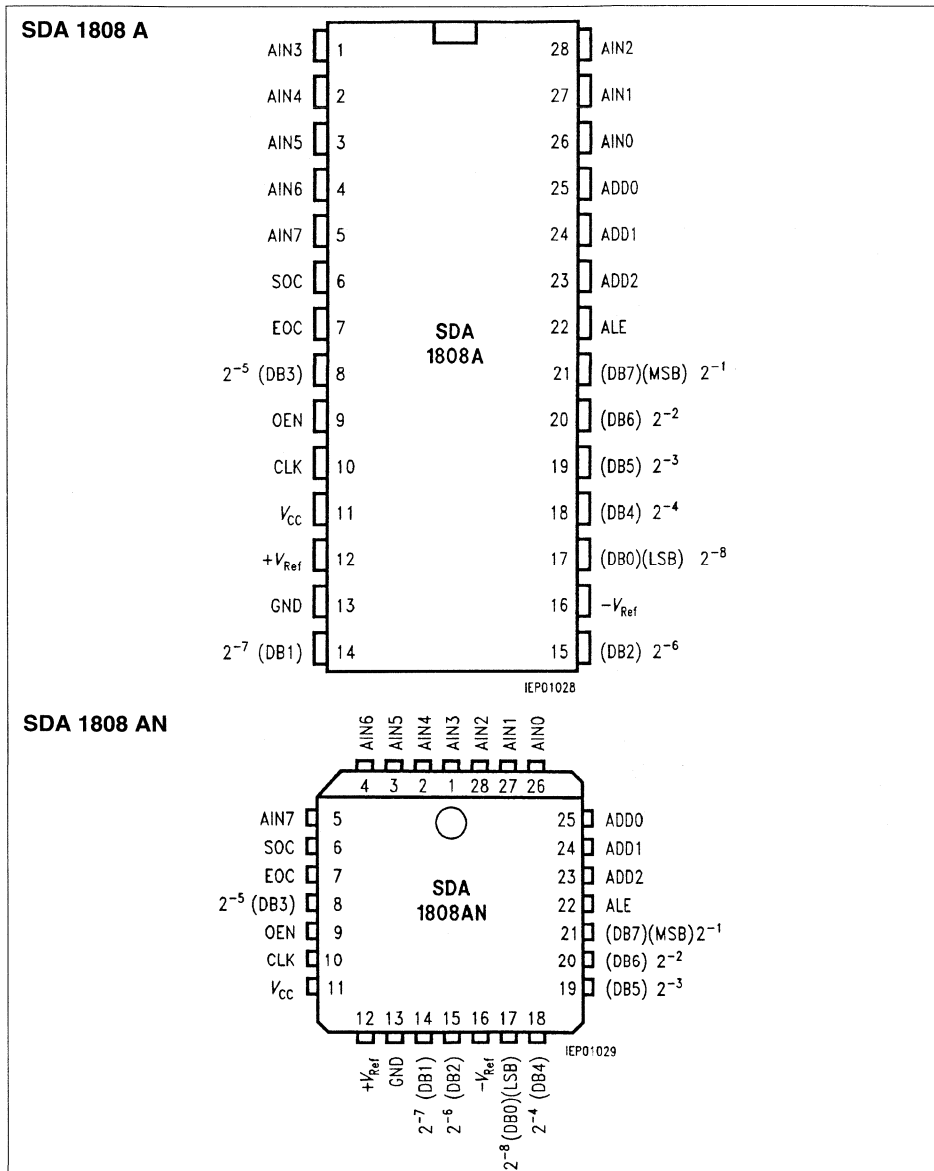 SDA 1808 A
AIN3 1 28 AIN2
AIN4 2 27 AIN1
AIN5 3 26 AIN0
AIN6 4 25 ADD0
AIN7 5 24 ADD1
SOC 6 23 ADD2
EOC 7 22 ALE
SDA
1808A
2⁻⁵ (DB3) 8 21 (DB7)(MSB) 2⁻¹
OEN 9 20 (DB6) 2⁻²
CLK 10 19 (DB5) 2⁻³
VCC 11 18 (DB4) 2⁻⁴
+VRef 12 17 (DB0)(LSB) 2⁻⁸
GND 13 16 −VRef
2⁻⁷ (DB1) 14 15 (DB2) 2⁻⁶
IEP01028
SDA 1808 AN
AIN6 AIN5 AIN4 AIN3 AIN2 AIN1 AIN0
4 3 2 1 28 27 26
AIN7 5 25 ADD0
SOC 6 24 ADD1
EOC 7 23 ADD2
2⁻⁵ (DB3) 8 22 ALE
SDA
1808AN
OEN 9 21 (DB7)(MSB) 2⁻¹
CLK 10 20 (DB6) 2⁻²
VCC 11 19 (DB5) 2⁻³
12 13 14 15 16 17 18
+VRef GND 2⁻⁷ (DB1) 2⁻⁶ (DB2) −VRef 2⁻⁸ (DB0)(LSB) 2⁻⁴ (DB4)
IEP01029